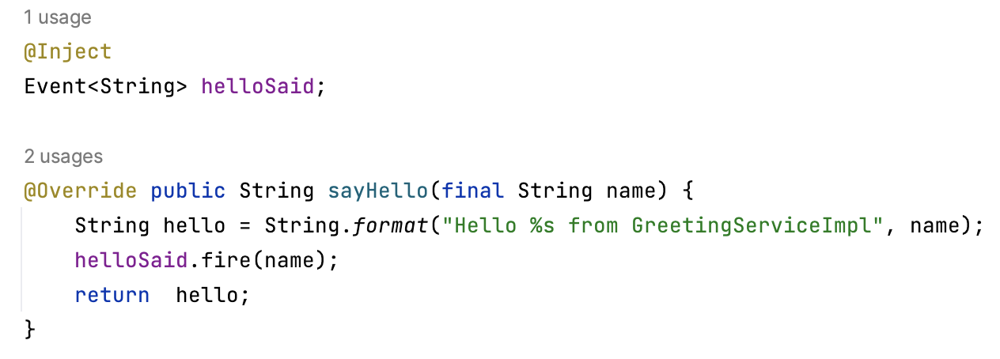 1 usage
@Inject
Event<String> helloSaid;
2 usages
@Override public String sayHello(final String name) {
    String hello = String.format("Hello %s from GreetingServiceImpl", name);
    helloSaid.fire(name);
    return  hello;
}